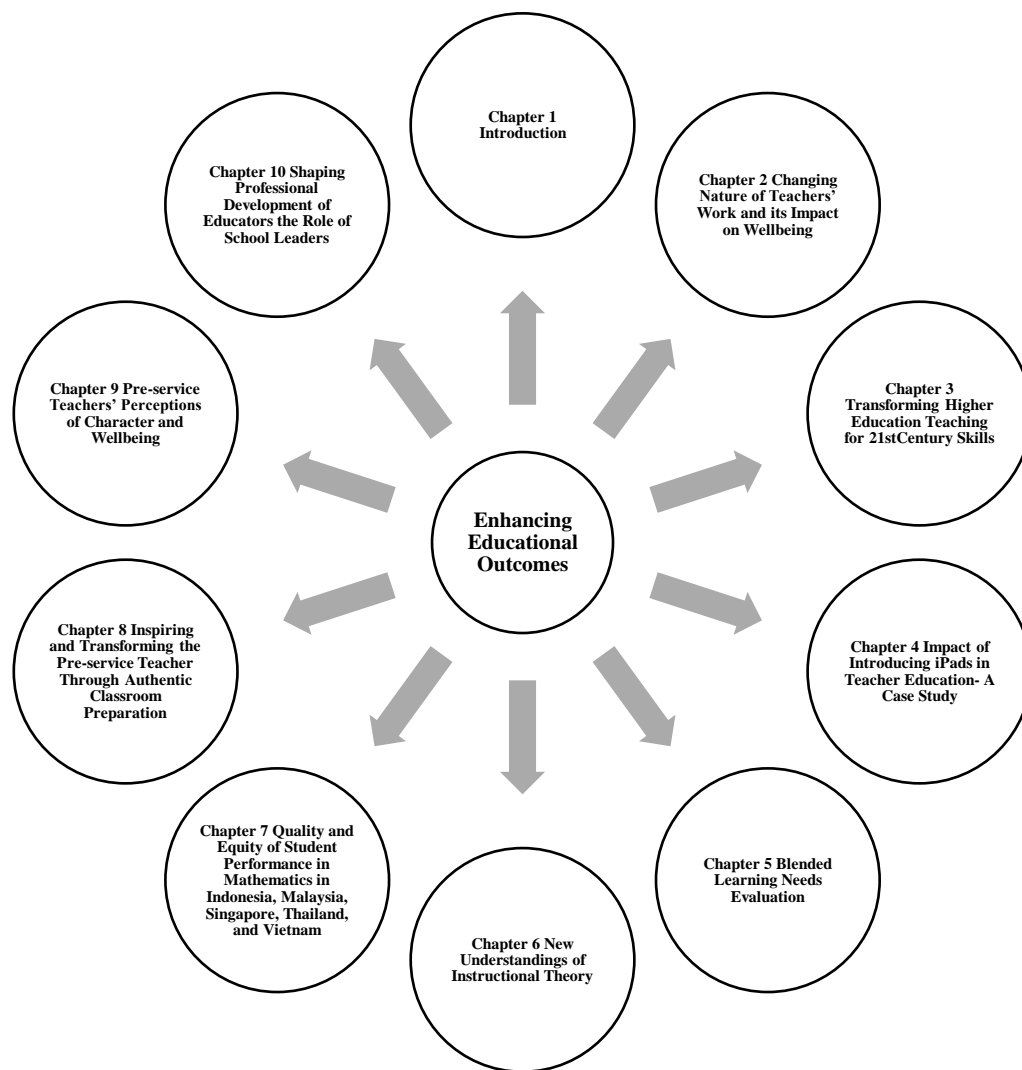 Chapter 1
Introduction
Chapter 2 Changing
Nature of Teachers’
Work and its Impact
on Wellbeing
Chapter 3
Transforming Higher
Education Teaching
for 21stCentury Skills
Chapter 4 Impact of
Introducing iPads in
Teacher Education- A
Case Study
Chapter 5 Blended
Learning Needs
Evaluation
Chapter 6 New
Understandings of
Instructional Theory
Chapter 7 Quality and
Equity of Student
Performance in
Mathematics in
Indonesia, Malaysia,
Singapore, Thailand,
and Vietnam
Chapter 8 Inspiring
and Transforming the
Pre-service Teacher
Through Authentic
Classroom
Preparation
Chapter 9 Pre-service
Teachers’ Perceptions
of Character and
Wellbeing
Chapter 10 Shaping
Professional
Development of
Educators the Role of
School Leaders
Enhancing
Educational
Outcomes